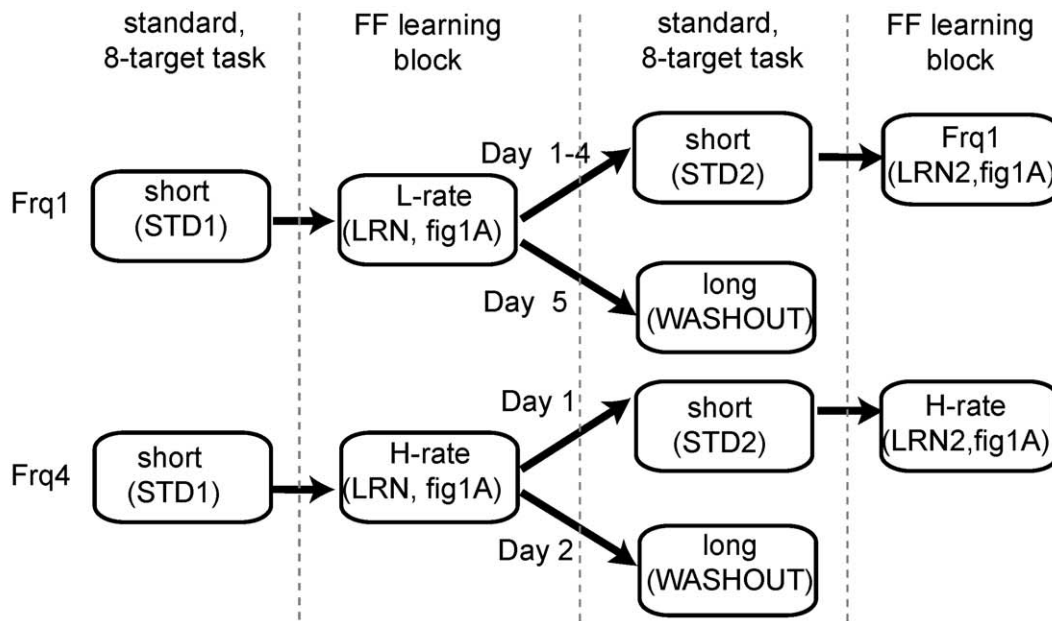 standard,
8-target task
FF learning
block
standard,
8-target task
FF learning
block
Frq1
short
(STD1)
L-rate
(LRN, fig1A)
Day 1-4
short
(STD2)
Frq1
(LRN2,fig1A)
Day 5
long
(WASHOUT)
Frq4
short
(STD1)
H-rate
(LRN, fig1A)
Day 1
short
(STD2)
H-rate
(LRN2,fig1A)
Day 2
long
(WASHOUT)